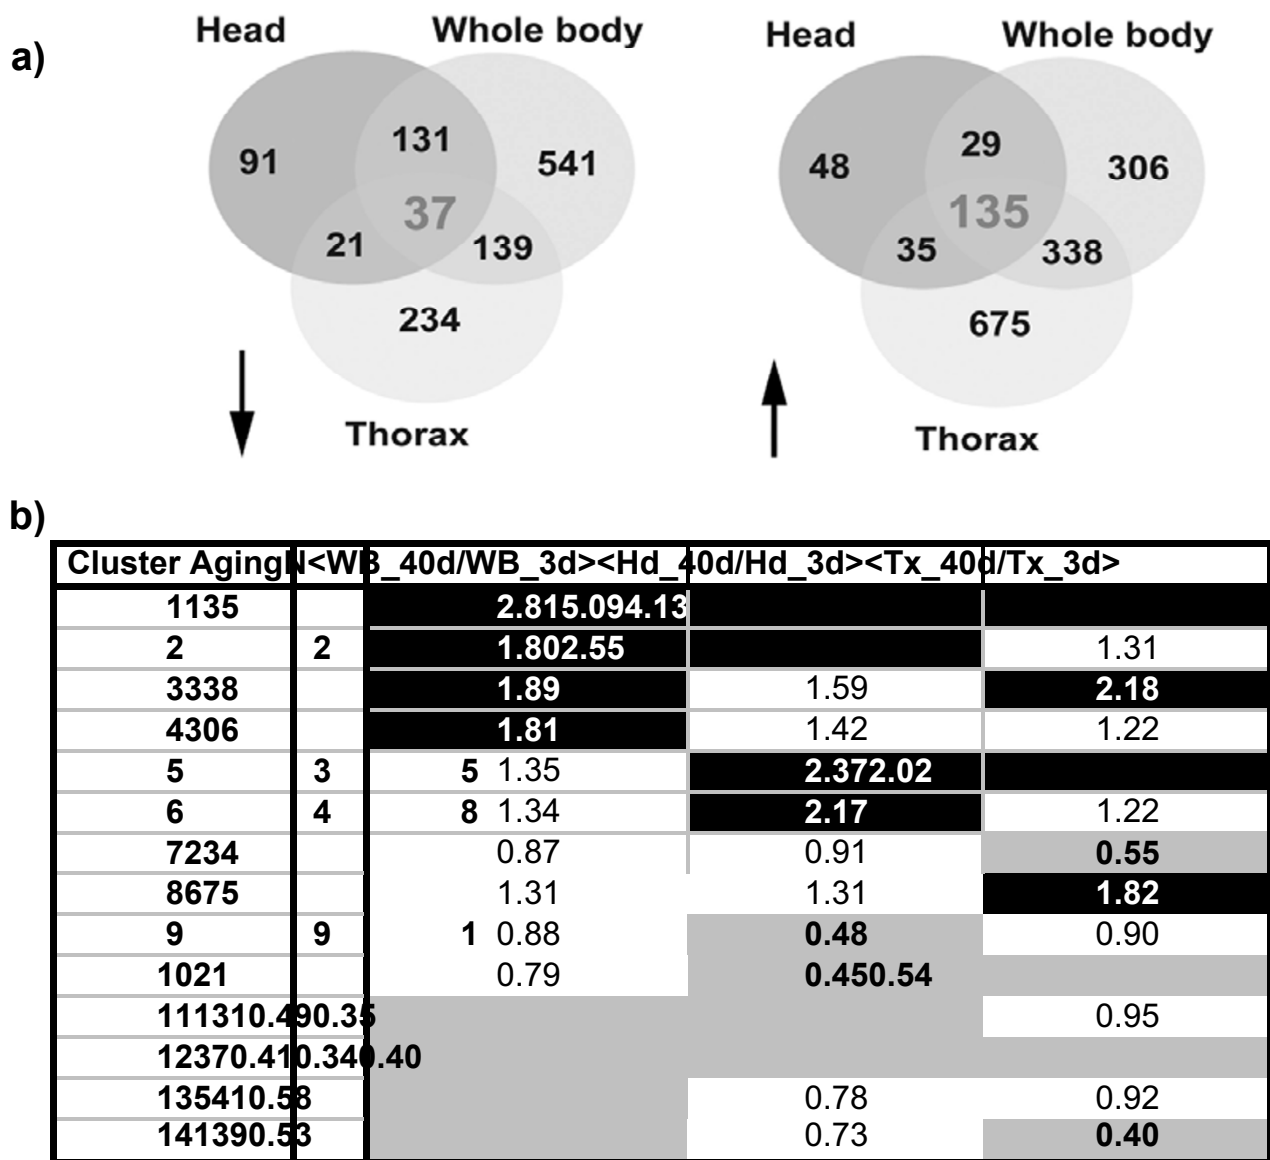 a)
Head Whole body
91 131 541
37
21 139
234
Thorax
Head Whole body
48 29 306
135
35 338
675
Thorax
b)
Cluster AgingN<WB_40d/WB_3d><Hd_40d/Hd_3d><Tx_40d/Tx_3d>
1135 2.815.094.13
2 2 1.802.55 1.31
3338 1.89 1.59 2.18
4306 1.81 1.42 1.22
5 3 5 1.35 2.372.02
6 4 8 1.34 2.17 1.22
7234 0.87 0.91 0.55
8675 1.31 1.31 1.82
9 9 1 0.88 0.48 0.90
1021 0.79 0.450.54
111310.490.35 0.95
12370.410.340.40
135410.58 0.78 0.92
141390.53 0.73 0.40